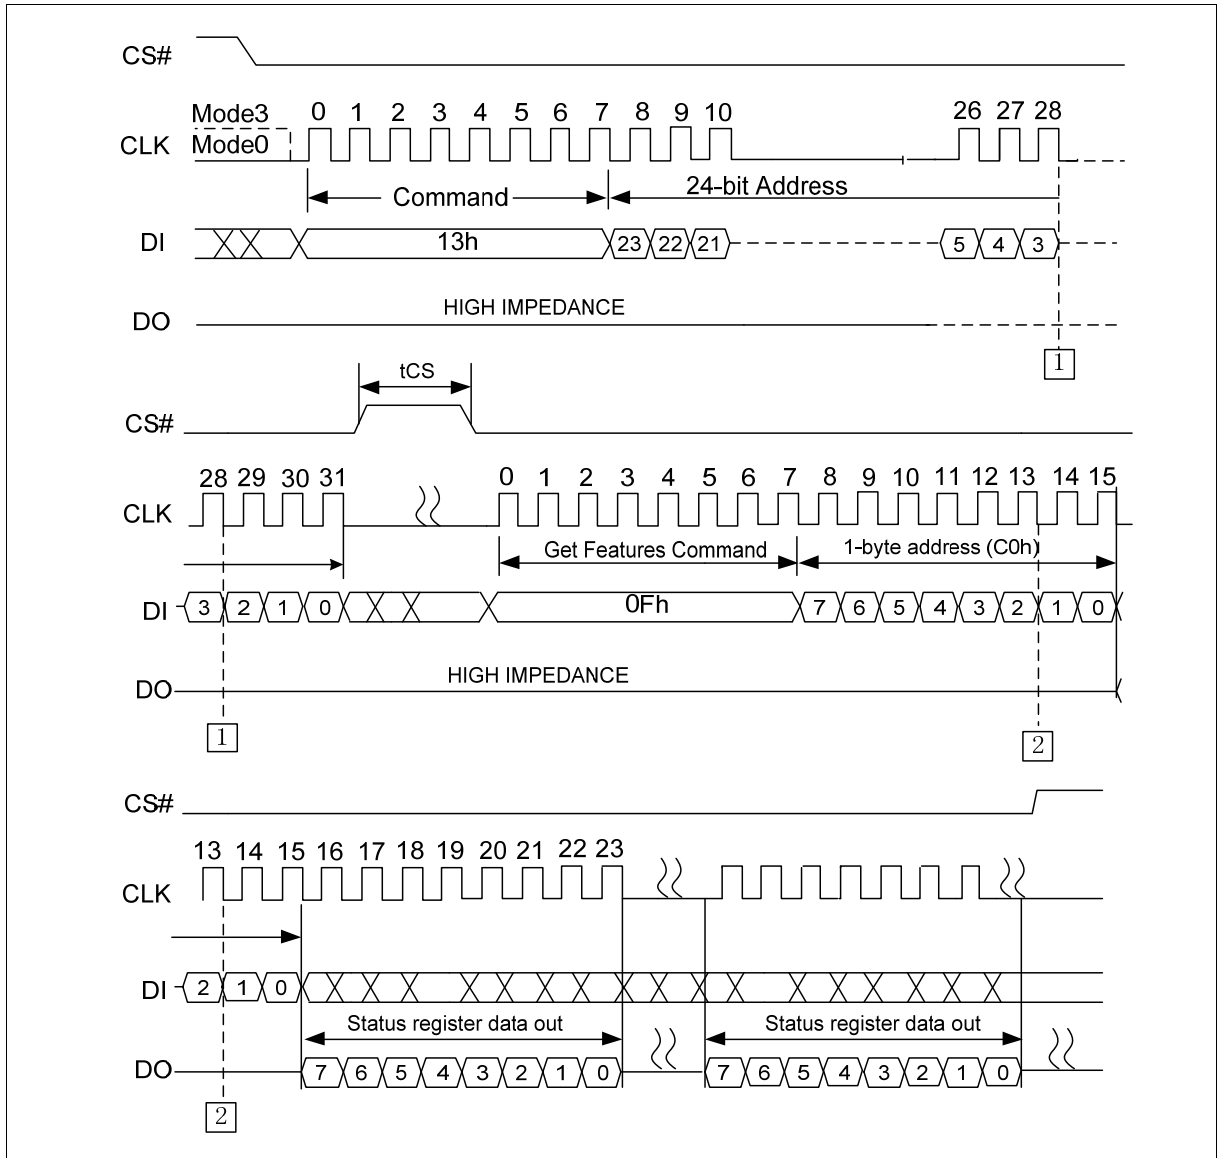 CS#
Mode3 0 1 2 3 4 5 6 7 8 9 10 26 27 28
CLK Mode0
Command 24-bit Address
DI 13h 23 22 21 5 4 3
HIGH IMPEDANCE
DO
1
tCS
CS#
28 29 30 31 0 1 2 3 4 5 6 7 8 9 10 11 12 13 14 15
CLK
Get Features Command 1-byte address (C0h)
DI 3 2 1 0 0Fh 7 6 5 4 3 2 1 0
HIGH IMPEDANCE
DO
1 2
CS#
13 14 15 16 17 18 19 20 21 22 23
CLK
DI 2 1 0
Status register data out Status register data out
DO 7 6 5 4 3 2 1 0 7 6 5 4 3 2 1 0
2